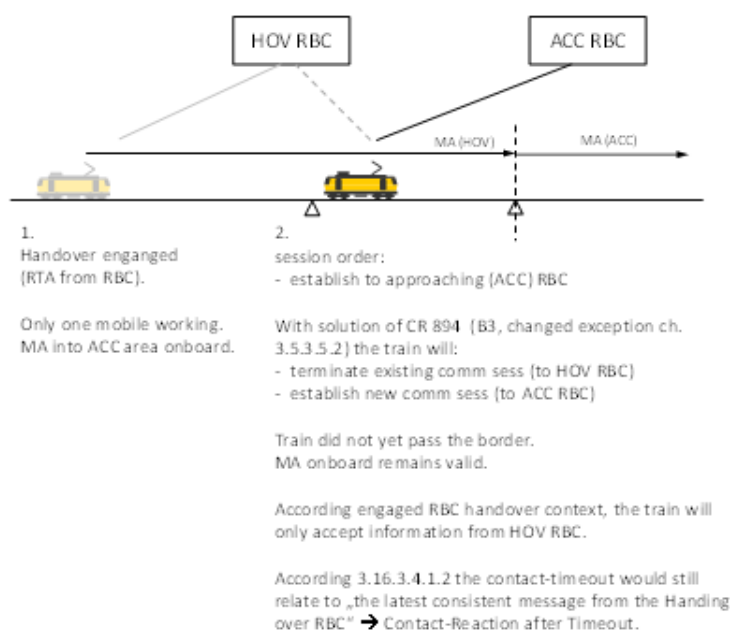 HOV RBC
ACC RBC
MA (HOV)
MA (ACC)
1.
Handover enganged
(RTA from RBC).
Only one mobile working.
MA into ACC area onboard.
2.
session order:
- establish to approaching (ACC) RBC
With solution of CR 894 (B3, changed exception ch.
3.5.3.5.2) the train will:
- terminate existing comm sess (to HOV RBC)
- establish new comm sess (to ACC RBC)
Train did not yet pass the border.
MA onboard remains valid.
According engaged RBC handover context, the train will
only accept information from HOV RBC.
According 3.16.3.4.1.2 the contact-timeout would still
relate to „the latest consistent message from the Handing
over RBC" ➔ Contact-Reaction after Timeout.